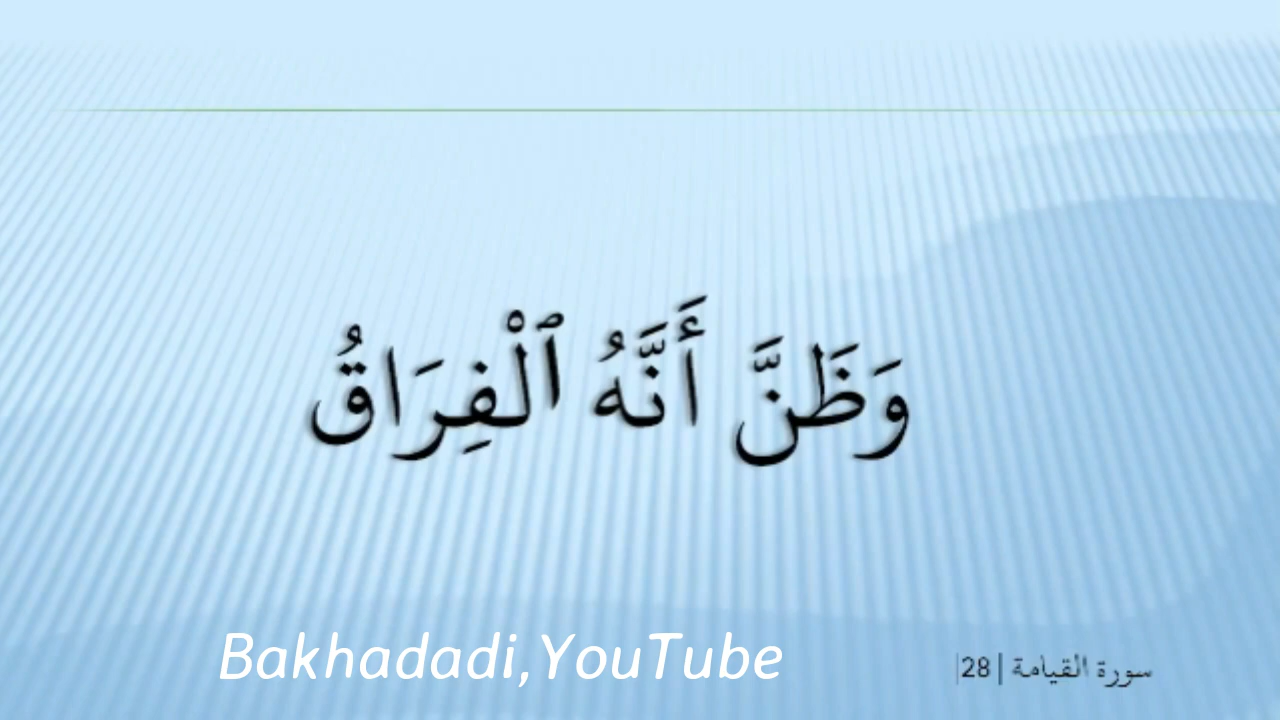 وَظَنَّ أَنَّهُ ٱلْفِرَاقُ
Bakhadadi,YouTube
سورة القيامة | 28|